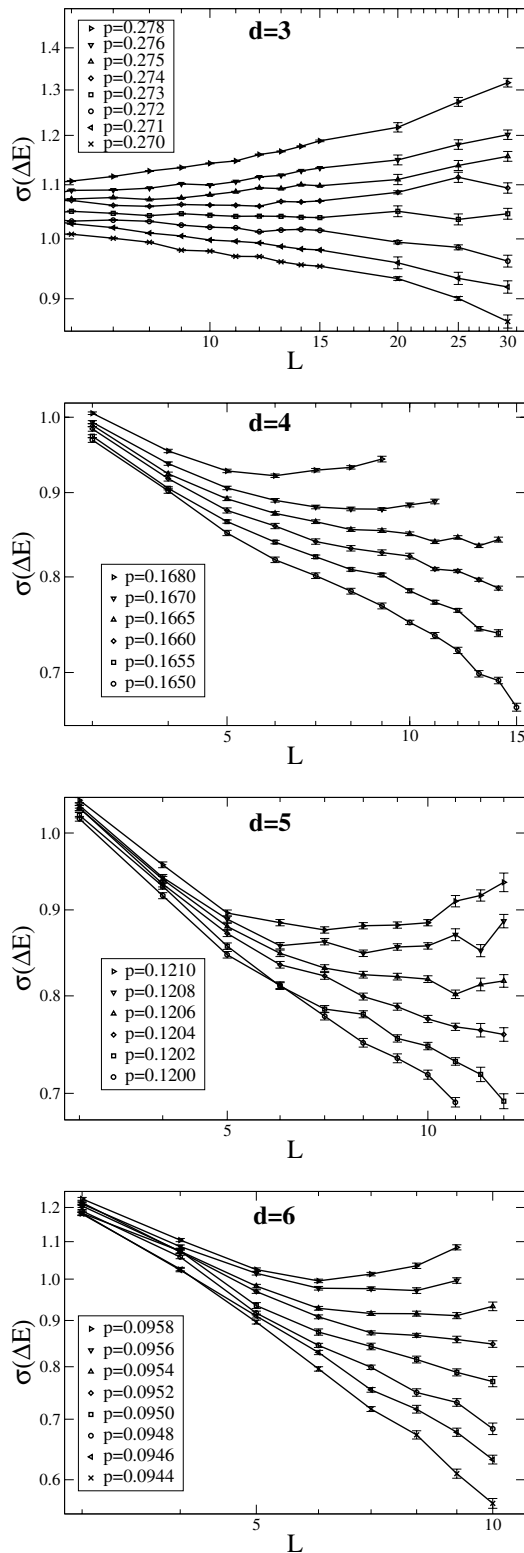 d=3
p=0.278
p=0.276
p=0.275
p=0.274
p=0.273
p=0.272
p=0.271
p=0.270
1.4
1.2
1.1
1.0
0.9
σ(ΔE)
10
15
20
25
30
L
d=4
1.0
0.9
0.8
0.7
σ(ΔE)
p=0.1680
p=0.1670
p=0.1665
p=0.1660
p=0.1655
p=0.1650
5
10
15
L
d=5
1.0
0.9
0.8
0.7
σ(ΔE)
p=0.1210
p=0.1208
p=0.1206
p=0.1204
p=0.1202
p=0.1200
5
10
L
d=6
1.2
1.1
1.0
0.9
0.8
0.7
0.6
σ(ΔE)
p=0.0958
p=0.0956
p=0.0954
p=0.0952
p=0.0950
p=0.0948
p=0.0946
p=0.0944
5
10
L